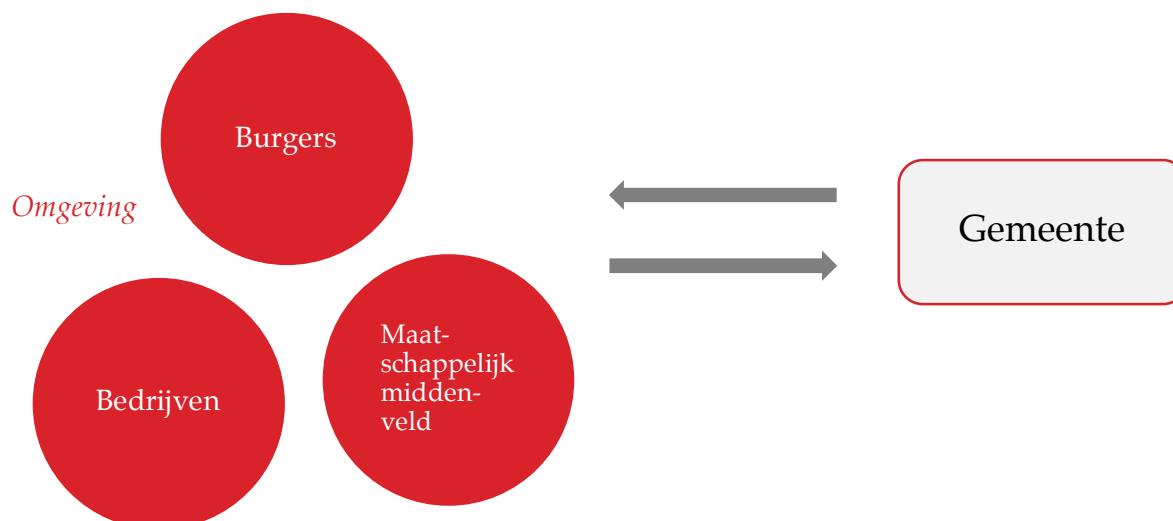 Burgers
Omgeving
Gemeente
Maat-
schappelijk
midden-
veld
Bedrijven